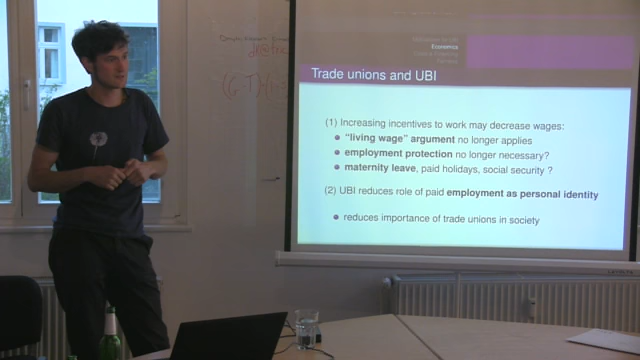 Economics
Trade unions and UBI
(1) Increasing incentives to work may decrease wages:
"living wage" argument no longer applies
employment protection no longer necessary?
maternity leave, paid holidays, social security ?
(2) UBI reduces role of paid employment as personal identity
reduces importance of trade unions in society